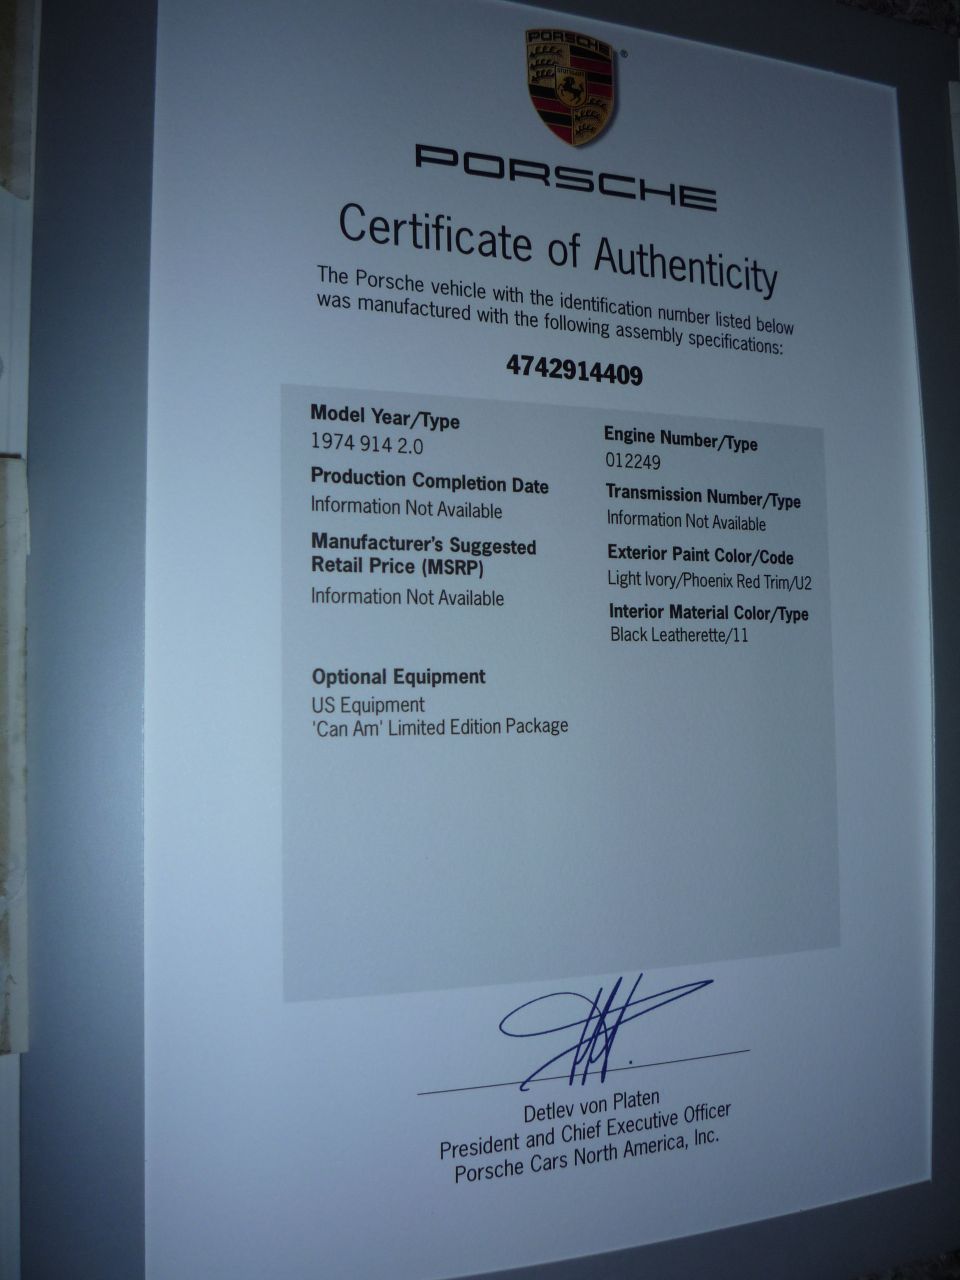 PORSCHE
STUTTGART
®
PORSCHE
Certificate of Authenticity
The Porsche vehicle with the identification number listed below
was manufactured with the following assembly specifications:
4742914409
Model Year/Type
1974 914 2.0
Production Completion Date
Information Not Available
Manufacturer's Suggested
Retail Price (MSRP)
Information Not Available
Engine Number/Type
012249
Transmission Number/Type
Information Not Available
Exterior Paint Color/Code
Light Ivory/Phoenix Red Trim/U2
Interior Material Color/Type
Black Leatherette/11
Optional Equipment
US Equipment
'Can Am' Limited Edition Package
Detlev von Platen
President and Chief Executive Officer
Porsche Cars North America, Inc.